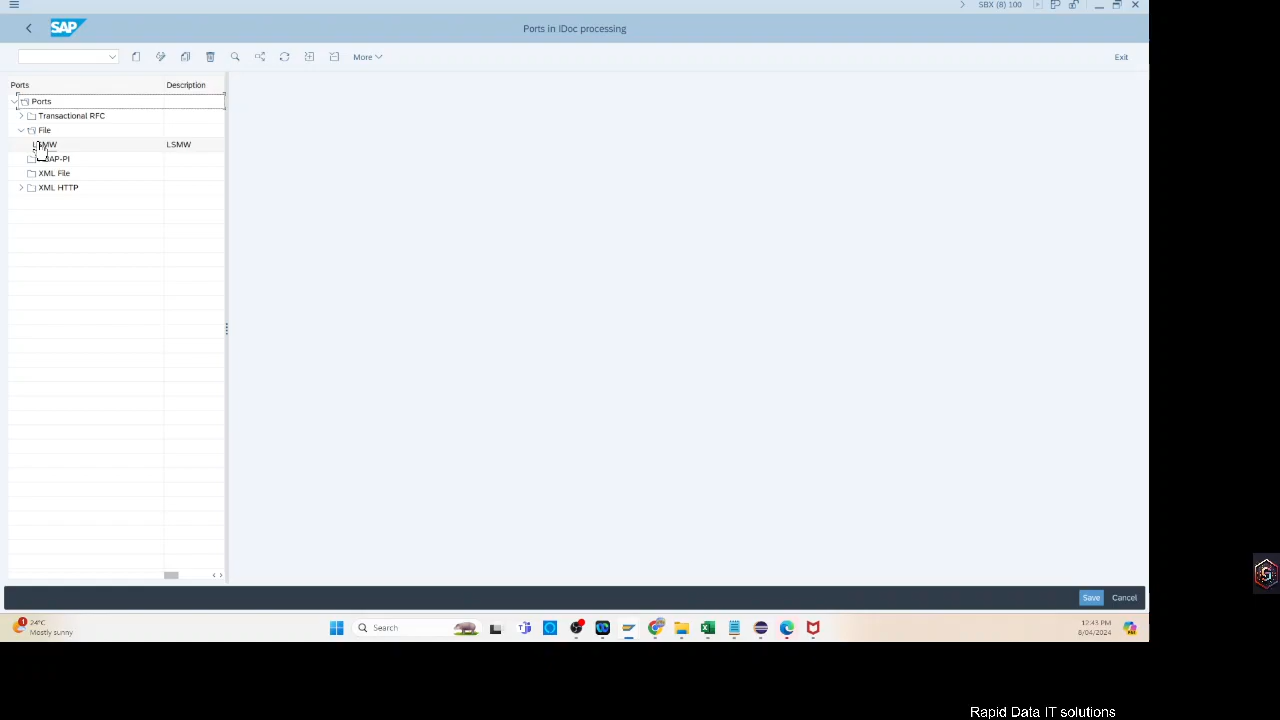 SBX (8) 100
SAP
Ports in IDoc processing
More
Exit
Ports
Description
Ports
Transactional RFC
File
LSMW
LSMW
XML File
XML HTTP
Save
Cancel
1
24°C
Mostly sunny
Search
12:43 PM
8/04/2024
Rapid Data IT solutions